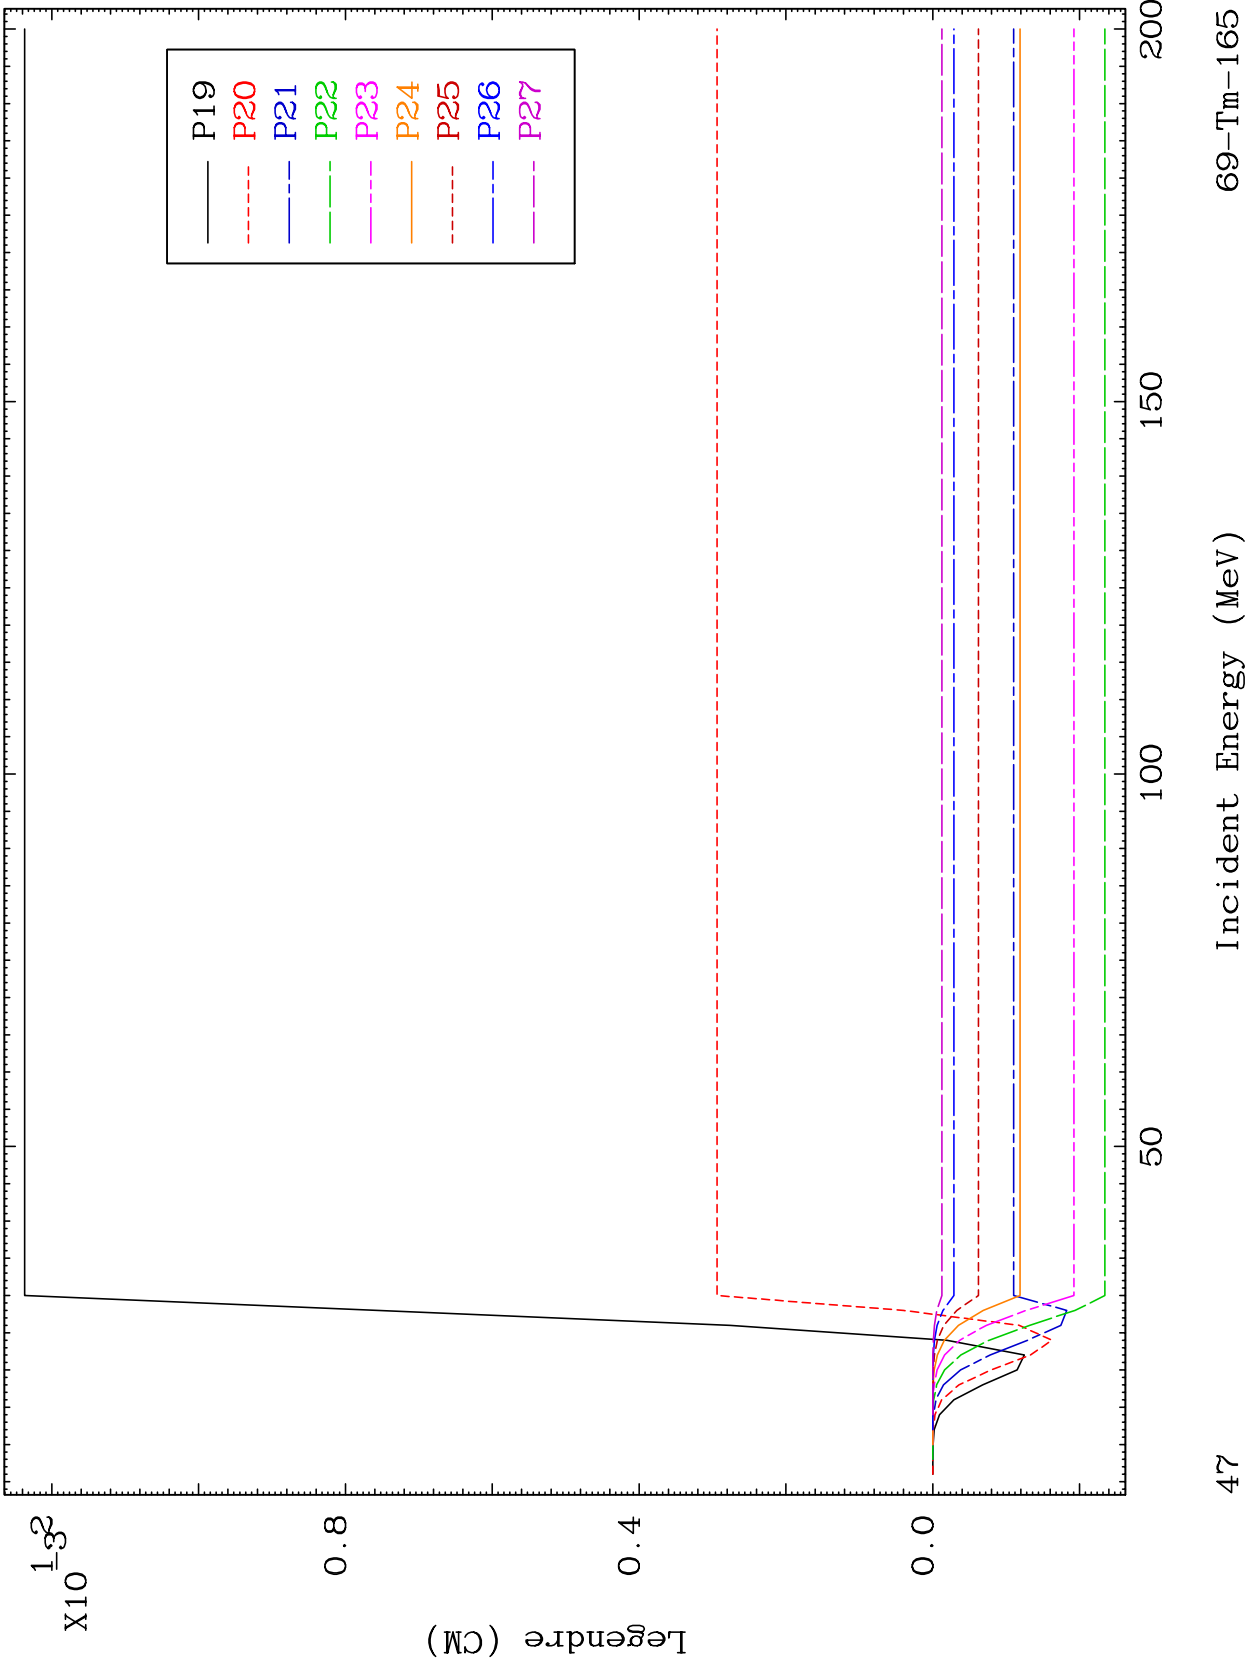 X10
-3
1.2
0.8
0.4
0.0
Legendre (CM)
P19
P20
P21
P22
P23
P24
P25
P26
P27
50
100
150
200
47
Incident Energy (MeV)
69-Tm-165